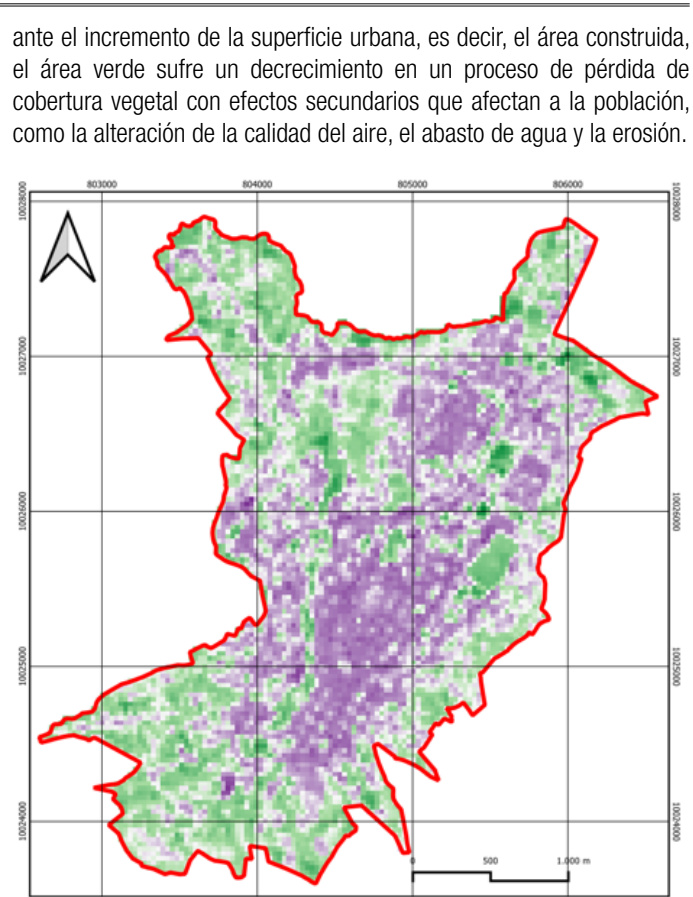 ante el incremento de la superficie urbana, es decir, el área construida,
el área verde sufre un decrecimiento en un proceso de pérdida de
cobertura vegetal con efectos secundarios que afectan a la población,
como la alteración de la calidad del aire, el abasto de agua y la erosión.
803000 804000 805000 806000
10028000 10028000
10027000 10027000
10026000 10026000
10025000 10025000
10024000 10024000
0 500 1.000 m